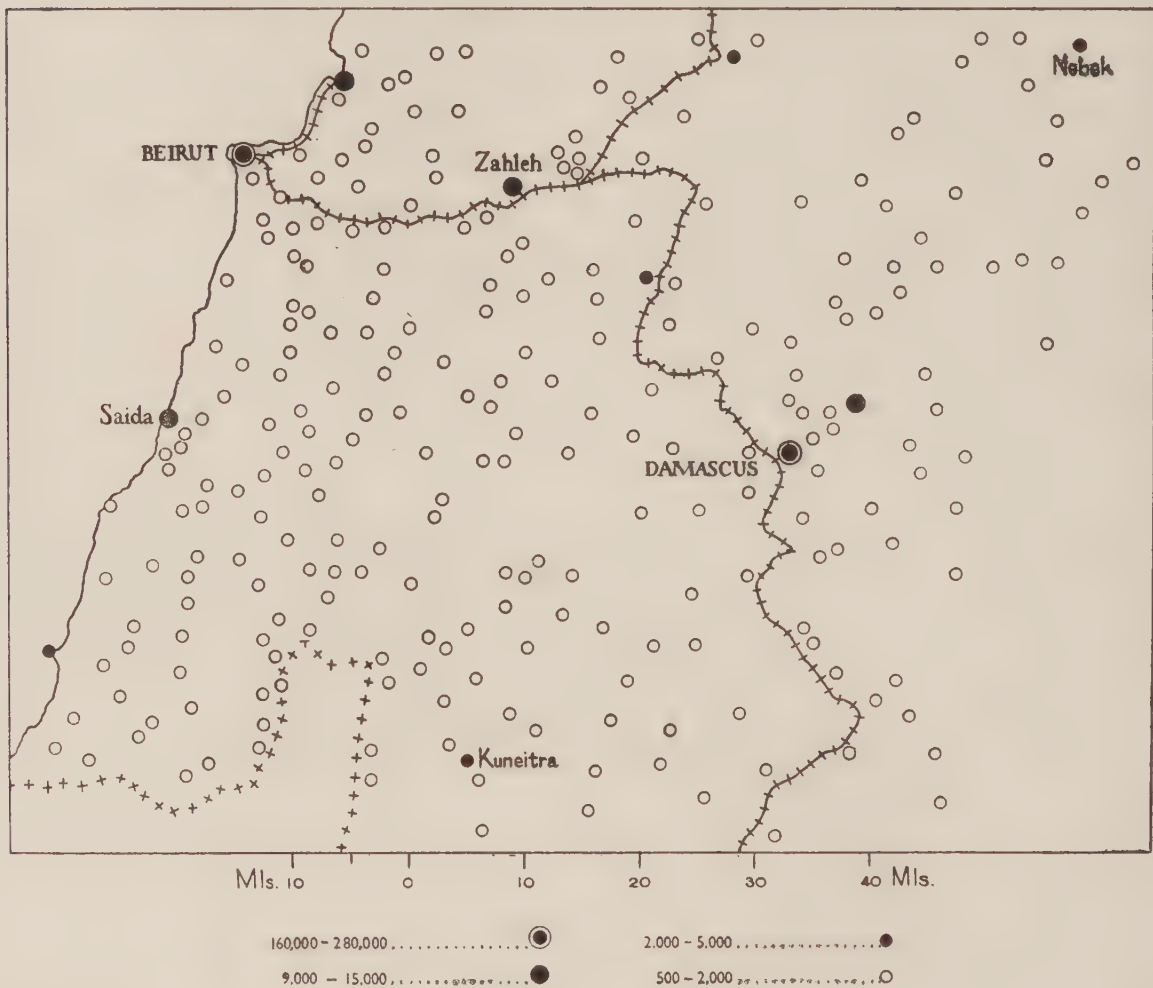 Nebek
BEIRUT
Zahleh
Saida
DAMASCUS
Kuneitra
Mls. 10 0 10 20 30 40 Mls.
160,000 – 280,000 2,000 – 5,000
9,000 – 15,000 500 – 2,000